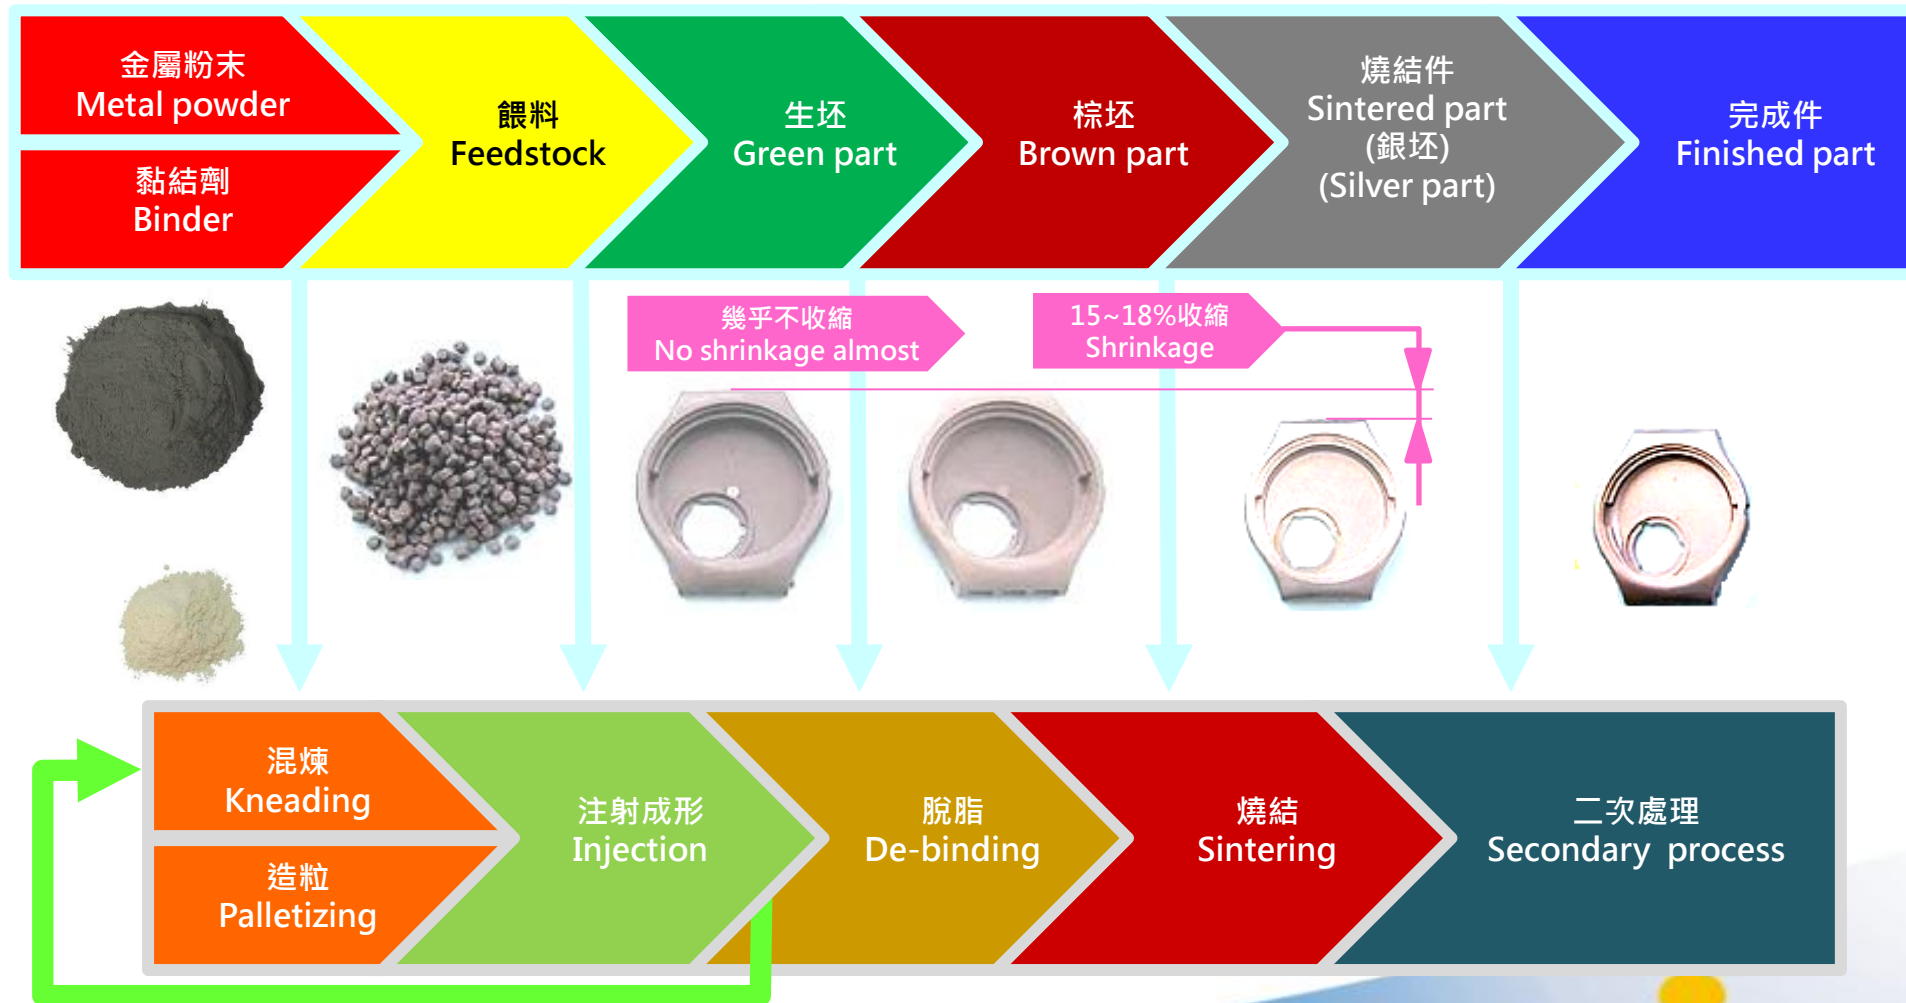 金屬粉末
Metal powder
黏結劑
Binder
餵料
Feedstock
生坯
Green part
棕坯
Brown part
燒結件
Sintered part
(銀坯)
(Silver part)
完成件
Finished part
幾乎不收縮
No shrinkage almost
15~18%收縮
Shrinkage
混煉
Kneading
造粒
Palletizing
注射成形
Injection
脫脂
De-binding
燒結
Sintering
二次處理
Secondary process